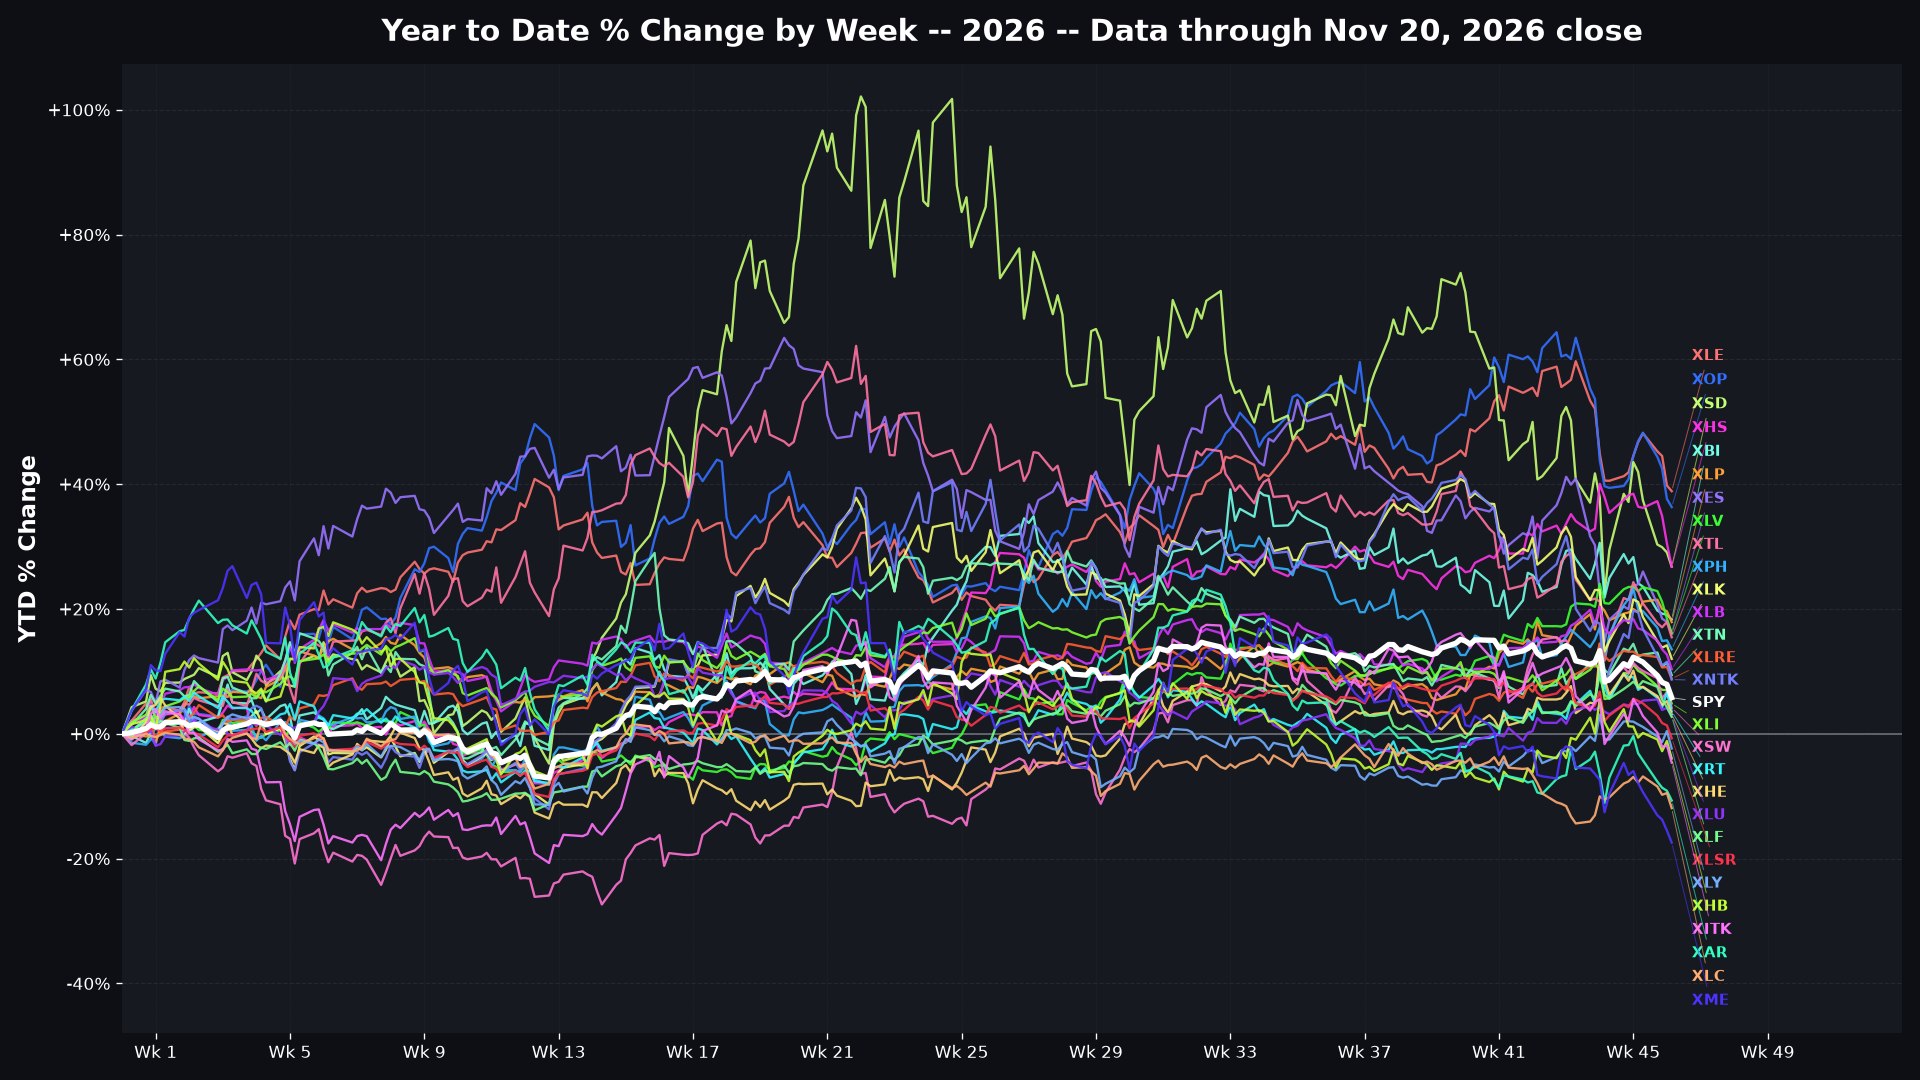 Year to Date % Change by Week -- 2026 -- Data through Nov 20, 2026 close
YTD % Change
+100%
+80%
+60%
+40%
+20%
+0%
-20%
-40%
XLE
XOP
XSD
XHS
XBI
XLP
XES
XLV
XTL
XPH
XLK
XLB
XTN
XLRE
XNTK
SPY
XLI
XSW
XRT
XHE
XLU
XLF
XLSR
XLY
XHB
XITK
XAR
XLC
XME
Wk 1
Wk 5
Wk 9
Wk 13
Wk 17
Wk 21
Wk 25
Wk 29
Wk 33
Wk 37
Wk 41
Wk 45
Wk 49